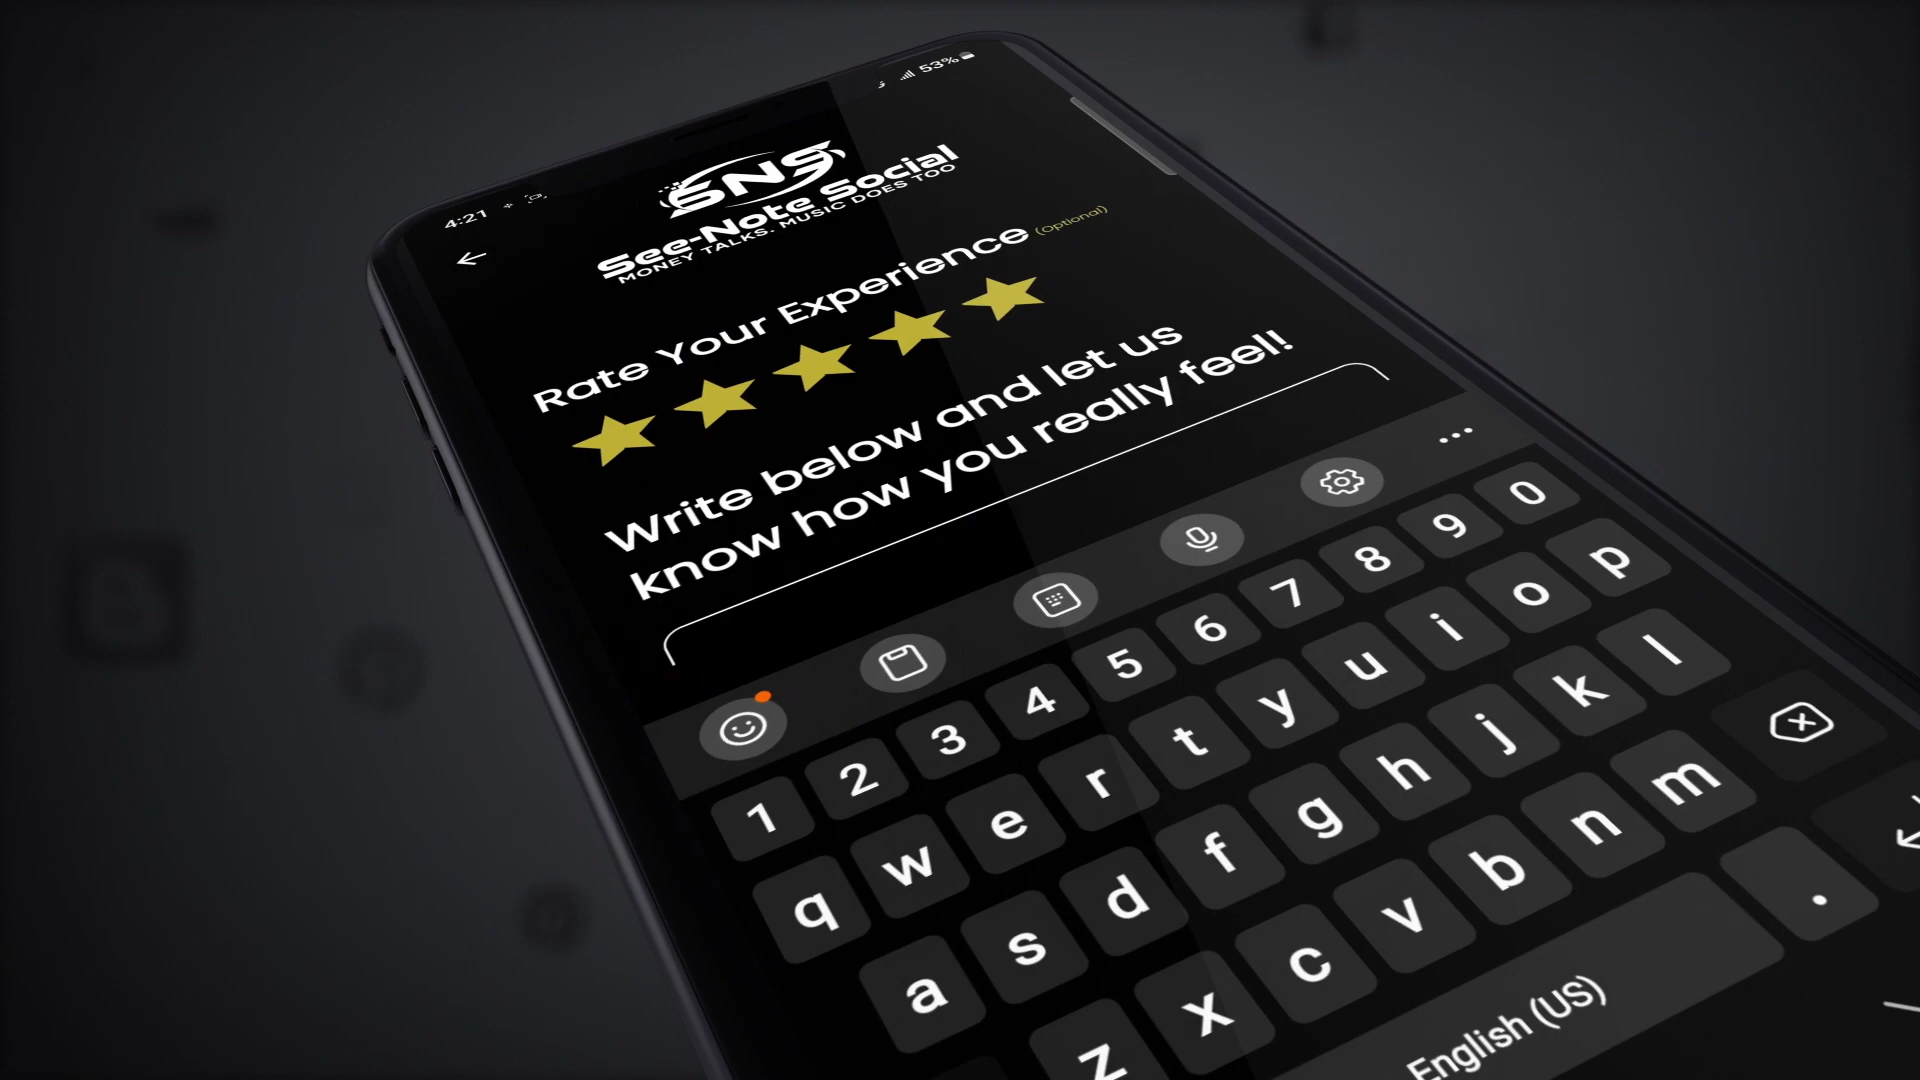 4:21
53%
SNS
See-Note Social
MONEY TALKS. MUSIC DOES TOO
Rate Your Experience (Optional)
Write below and let us
know how you really feel!
1 2 3 4 5 6 7 8 9 0
q w e r t y u i o p
a s d f g h j k l
z x c v b n m
English (US) .